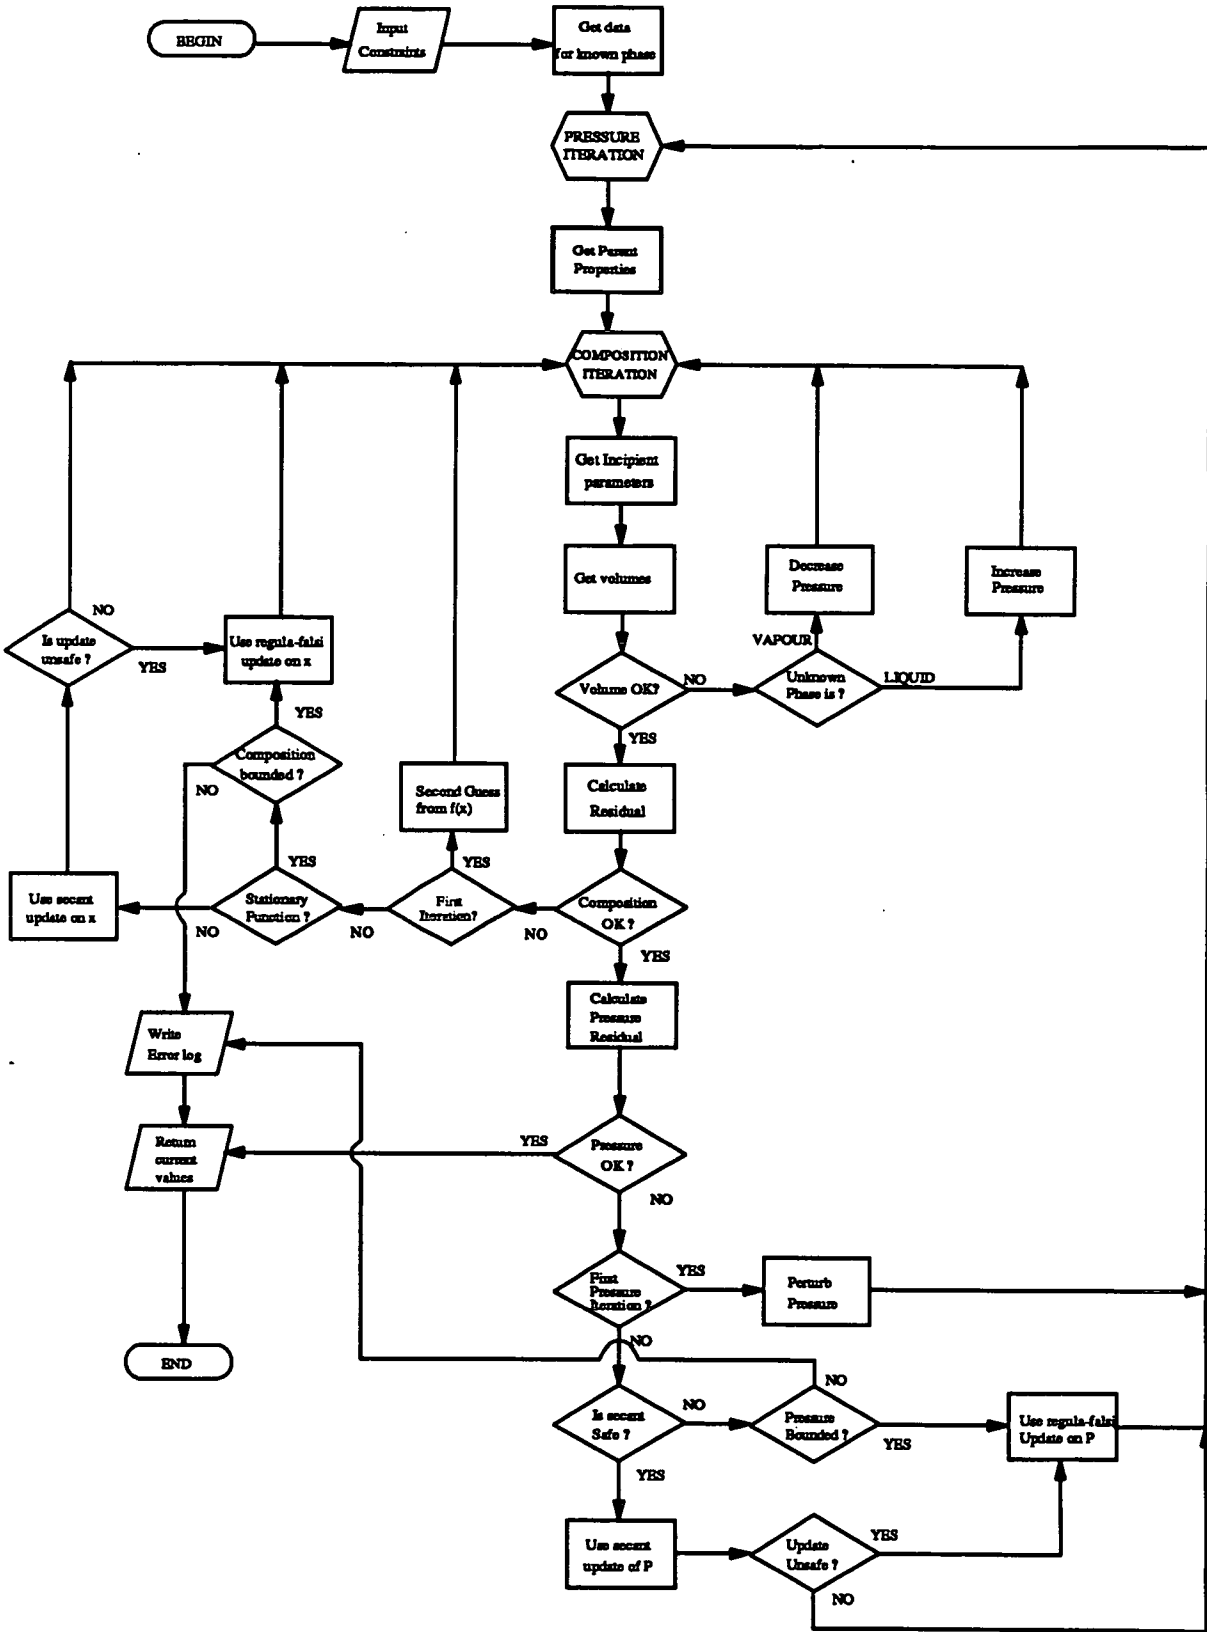 BEGIN
Input
Constraints
Get data
for known phase
PRESSURE
ITERATION
Get Parent
Properties
COMPOSITION
ITERATION
Get Incipient
parameters
Get volumes
Decrease
Pressure
Increase
Pressure
NO
Is update
unsafe ?
YES
Use regula-falsi
update on x
VAPOUR
Volume OK?
NO
Unknown
Phase is ?
LIQUID
YES
YES
Composition
bounded ?
NO
Second Guess
from f(x)
Calculate
Residual
YES
YES
Use secant
update on x
NO
Stationary
Function ?
NO
First
Iteration?
NO
Composition
OK ?
YES
Calculate
Pressure
Residual
Write
Error log
Return
current
values
YES
Pressure
OK ?
NO
First
Pressure
Iteration ?
YES
Perturb
Pressure
NO
END
NO
Is secant
Safe ?
NO
Pressure
Bounded ?
YES
Use regula-falsi
Update on P
YES
Use secant
update of P
Update
Unsafe ?
YES
NO